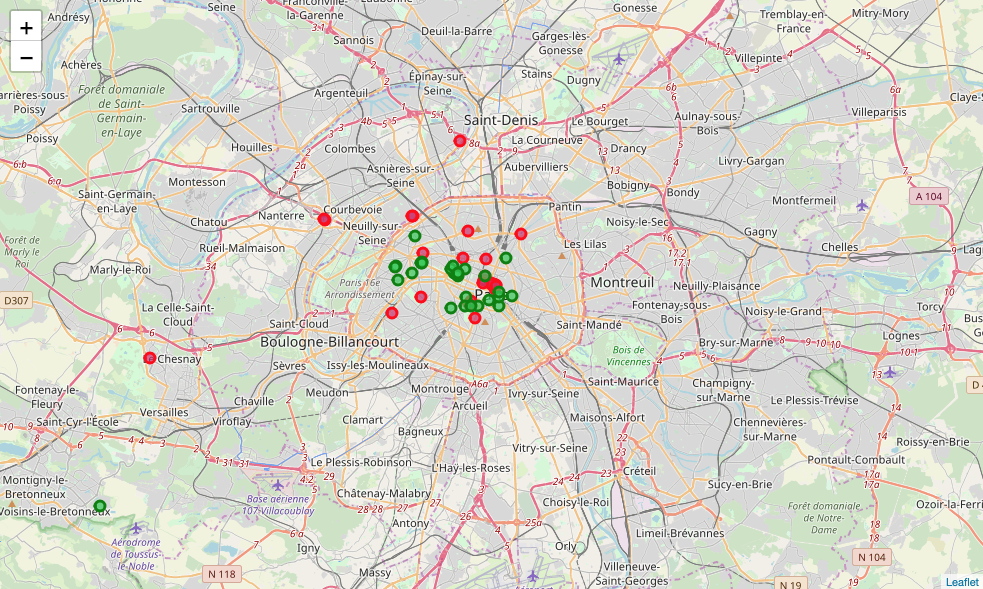 Andrésy
Seine
Franconville-
la-Garenne
Gonesse
Tremblay-en-
France
Mitry-Mory
+
−
Sannois
Deuil-la-Barre
Garges-lès-
Gonesse
Villepinte
Achères
Épinay-sur-
Seine
Stains
Dugny
6b
Claye-
Carrières-sous-
Poissy
Forêt domaniale
de Saint-
Germain-
en-Laye
Argenteuil
Sartrouville
Villeparisis
Saint-Denis
Le Bourget
Aulnay-sous-
Bois
Poissy
Houilles
Colombes
8a
La Courneuve
Drancy
Livry-Gargan
Asnières-sur-
Seine
Aubervilliers
Montesson
Bobigny
Bondy
Saint-Germain-
en-Laye
Montfermeil
A 104
Chatou
Nanterre
Courbevoie
Pantin
Noisy-le-Sec
Neuilly-sur-
Seine
Gagny
Rueil-Malmaison
Les Lilas
Chelles
Forêt de
Marly le
Roi
Marly-le-Roi
Paris 16e
Arrondissement
Montreuil
Neuilly-Plaisance
D307
La Celle-Saint-
Cloud
Fontenay-sous-
Bois
Noisy-le-Grand
Torcy
Saint-Cloud
Saint-Mandé
Boulogne-Billancourt
Bry-sur-Marne
Lognes
Chesnay
Sèvres
Issy-les-Moulineaux
Bois de
Vincennes
Fontenay-le-
Fleury
Meudon
Montrouge
A6a
Ivry-sur-Seine
Saint-Maurice
Champigny-
sur-Marne
Le Plessis-Trévise
Chaville
Versailles
Arcueil
Saint-Cyr-l'École
Viroflay
Clamart
Maisons-Alfort
Chennevières-
sur-Marne
Bagneux
Roissy-en-Brie
Vitry-sur-Seine
Le Plessis-Robinson
L'Haÿ-les-Roses
Créteil
Pontault-Combault
Montigny-le-
Bretonneux
Châtenay-Malabry
Sucy-en-Brie
Voisins-le-Bretonneux
Base aérienne
107 Villacoublay
Choisy-le-Roi
Ozoir-la-Ferri
Antony
25a
Forêt domaniale
de Notre-
Dame
Aérodrome
de Toussus-
le-Noble
Igny
Orly
Limeil-Brévannes
N 104
N 118
Massy
Villeneuve-
Saint-Georges
N 19
Leaflet